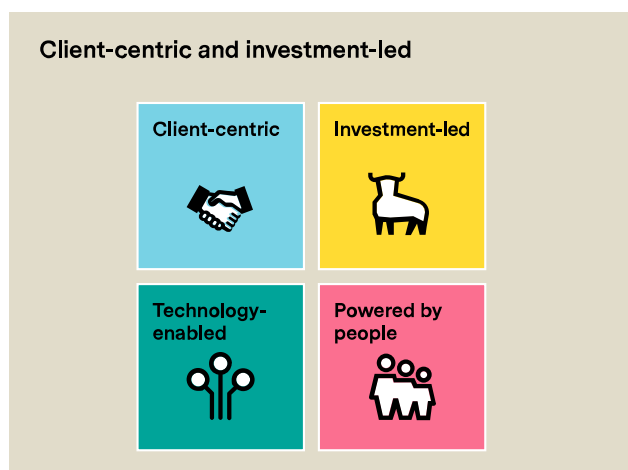 Client-centric and investment-led
Client-centric
Investment-led
Technology-
enabled
Powered by
people